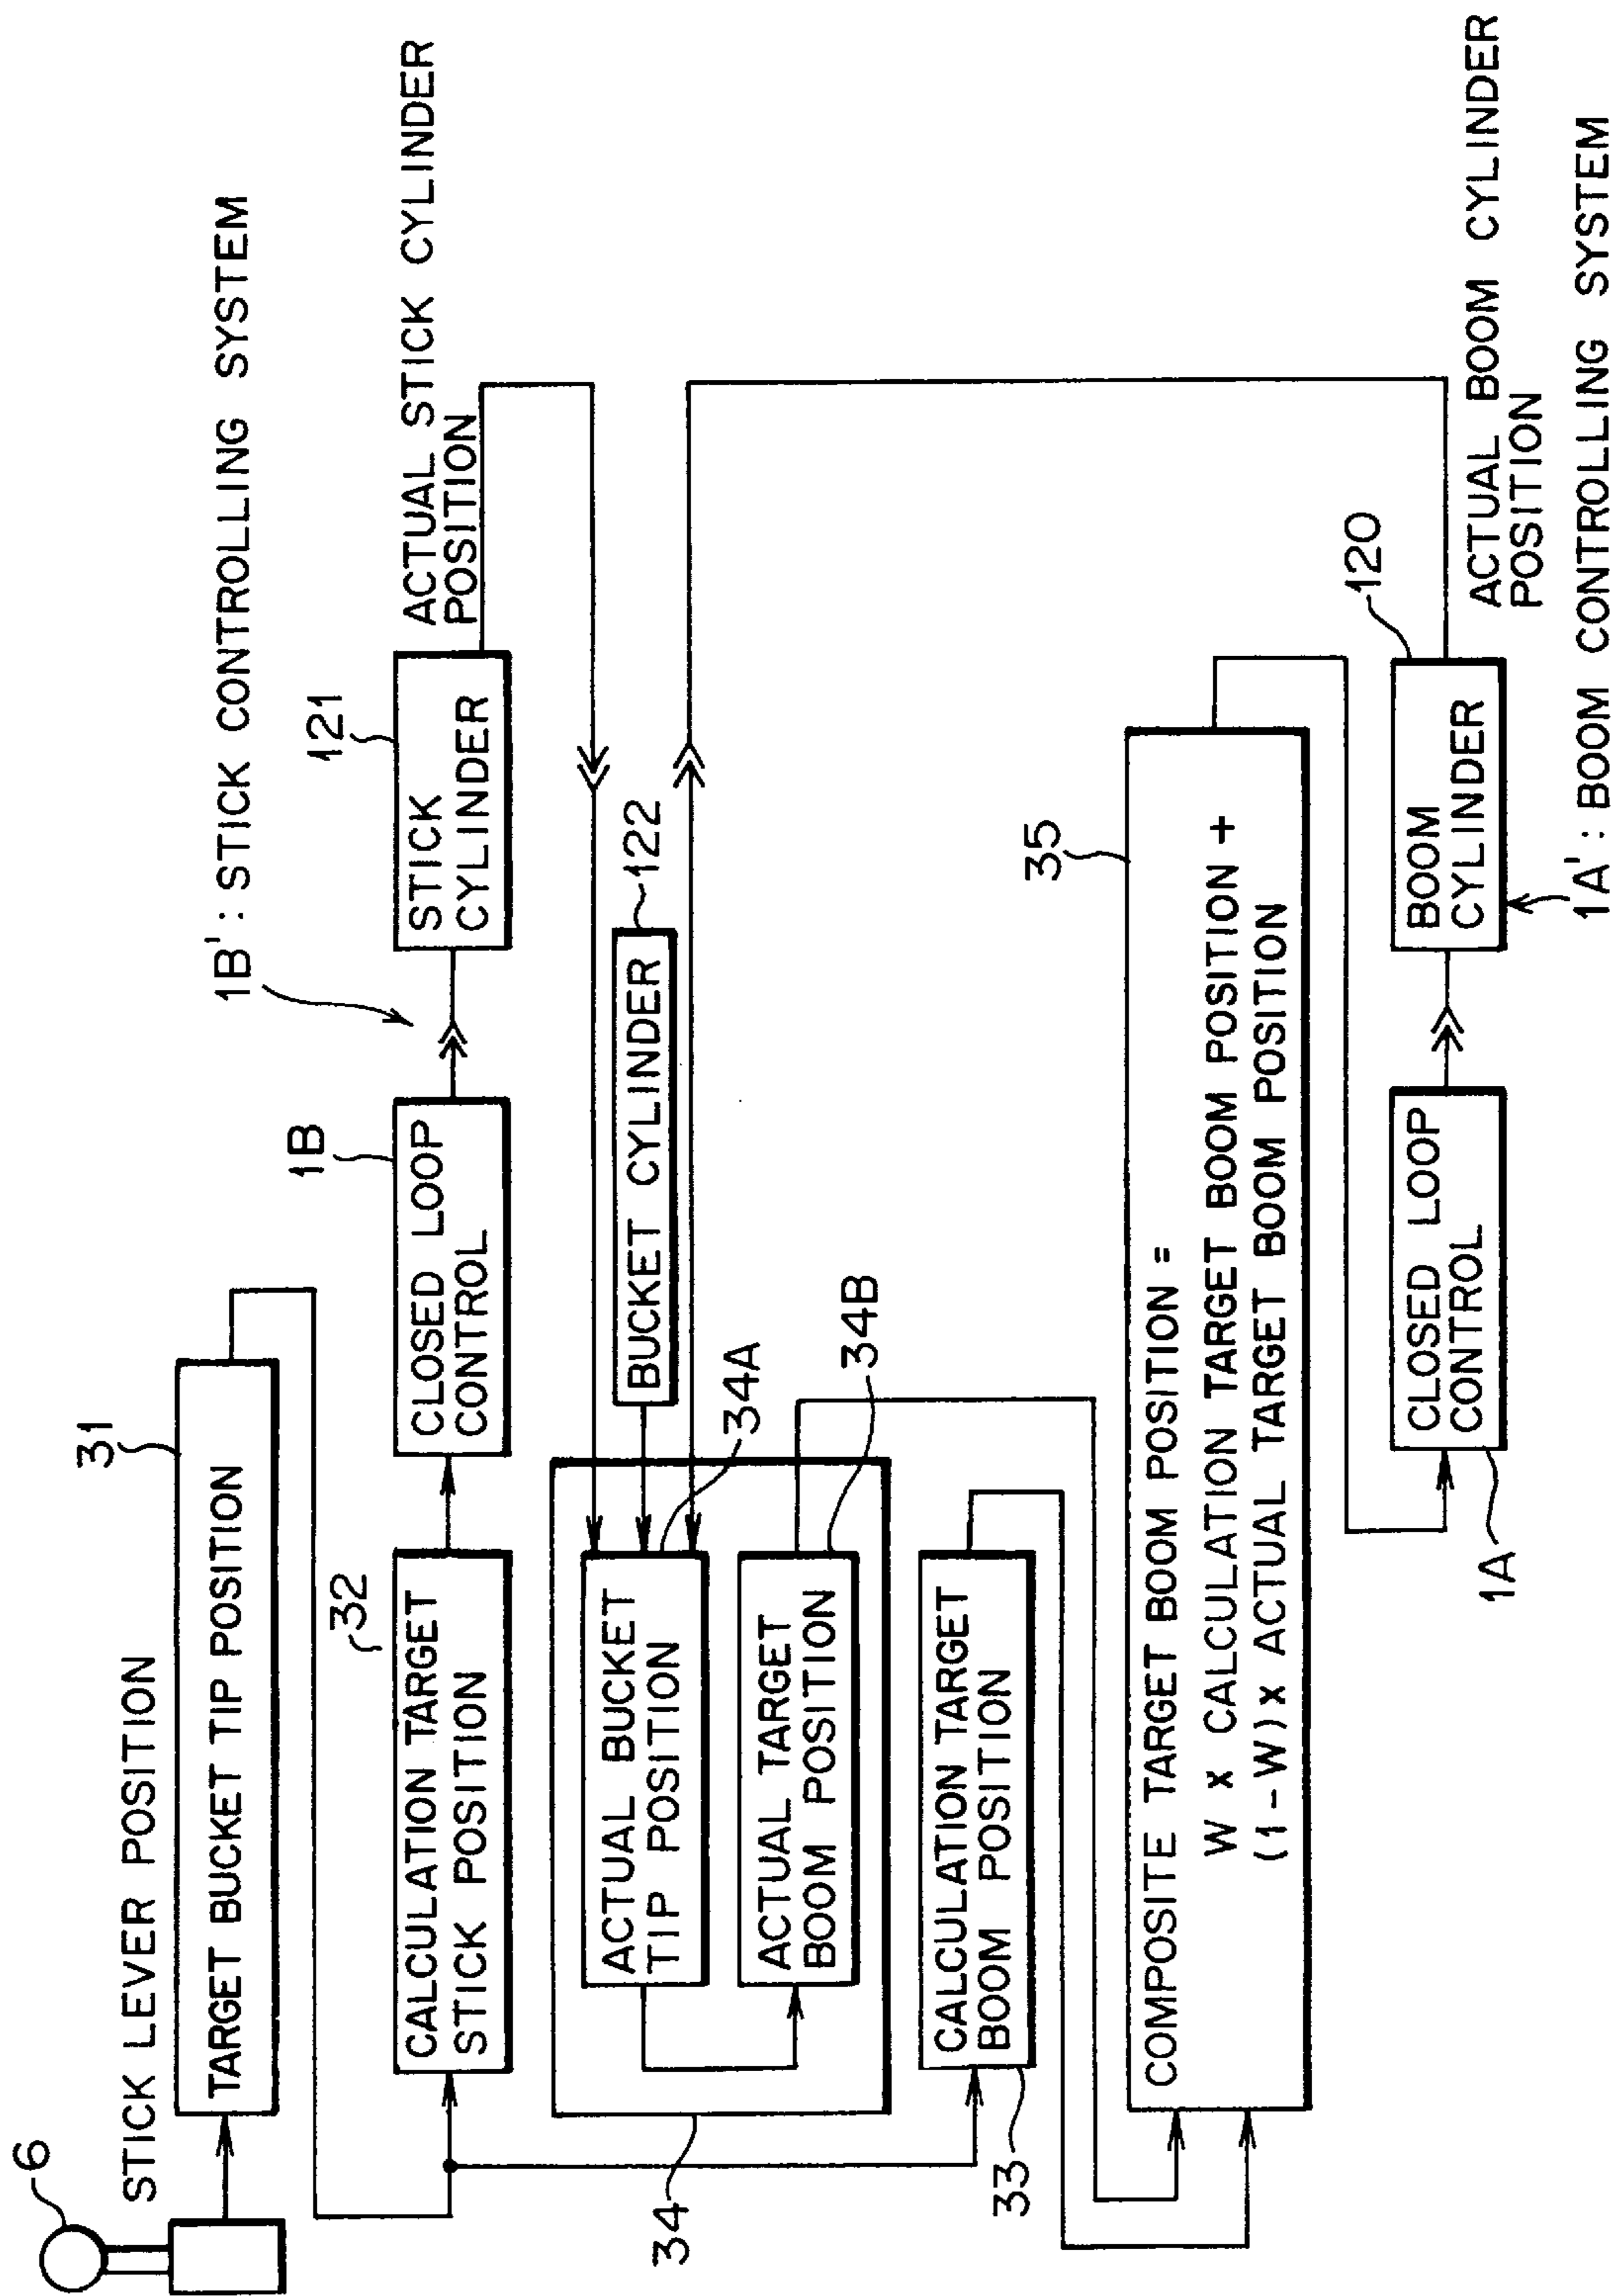 6
STICK LEVER POSITION
31
TARGET BUCKET TIP POSITION
1B' : STICK CONTROLLING SYSTEM
32
CALCULATION TARGET
STICK POSITION
1B
CLOSED LOOP
CONTROL
121
STICK
CYLINDER
ACTUAL STICK CYLINDER
POSITION
34
ACTUAL BUCKET
TIP POSITION
34A
BUCKET CYLINDER
122
ACTUAL TARGET
BOOM POSITION
34B
33
CALCULATION TARGET
BOOM POSITION
35
COMPOSITE TARGET BOOM POSITION =
W x CALCULATION TARGET BOOM POSITION +
(1-W) x ACTUAL TARGET BOOM POSITION
1A
CLOSED LOOP
CONTROL
BOOM
CYLINDER
120
ACTUAL BOOM CYLINDER
POSITION
1A' : BOOM CONTROLLING SYSTEM